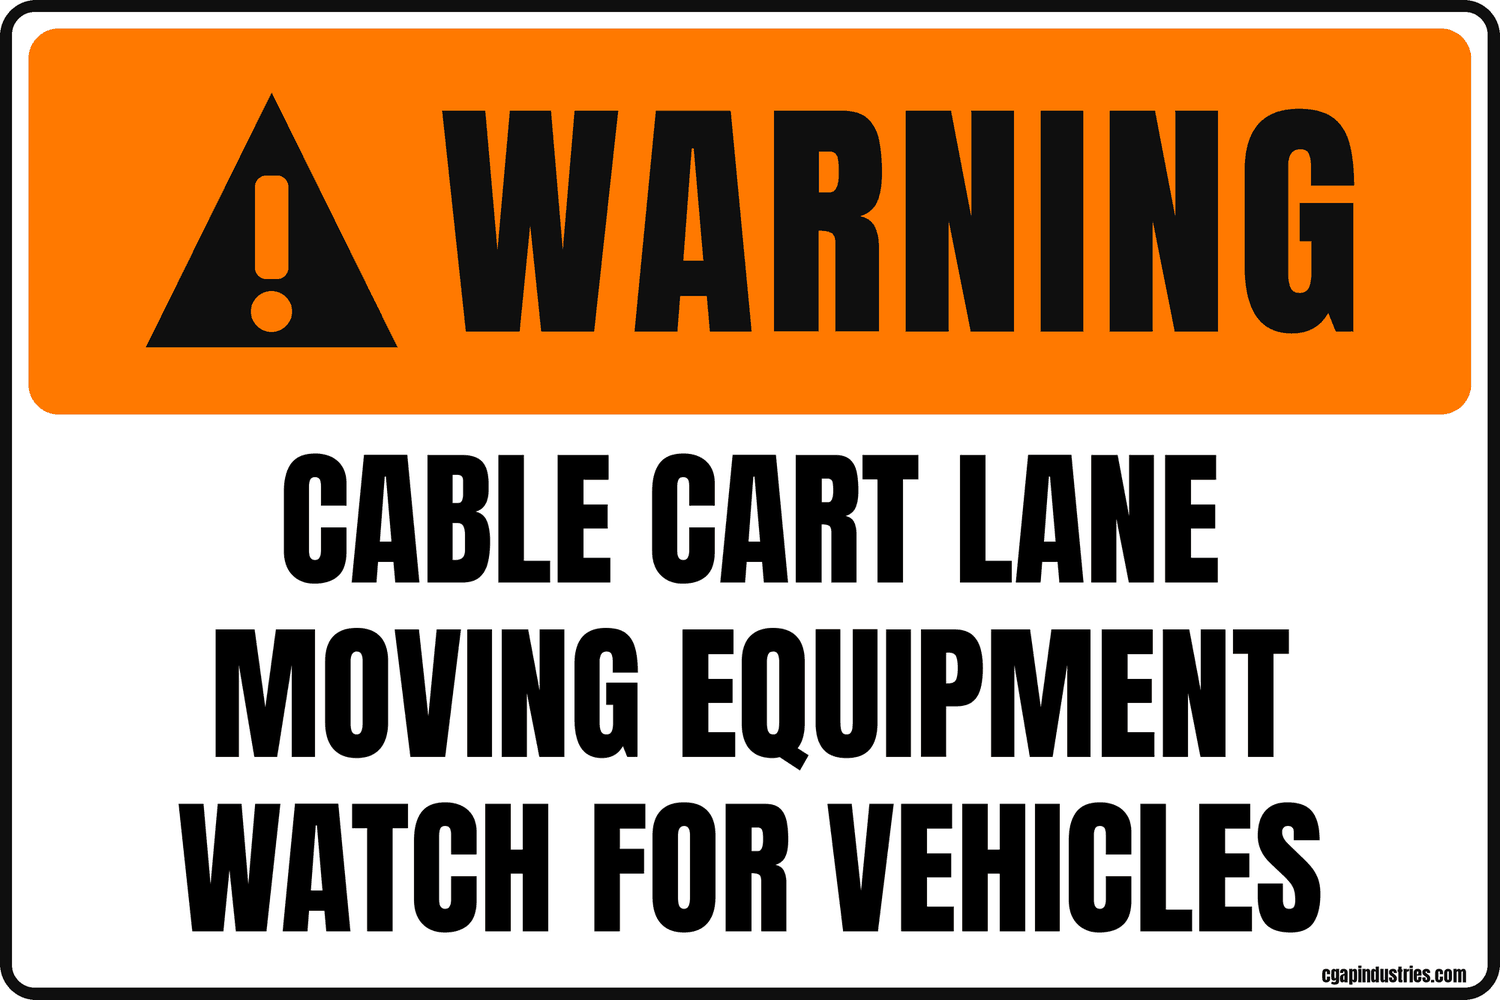 WARNING
CABLE CART LANE
MOVING EQUIPMENT
WATCH FOR VEHICLES
cgapindustries.com